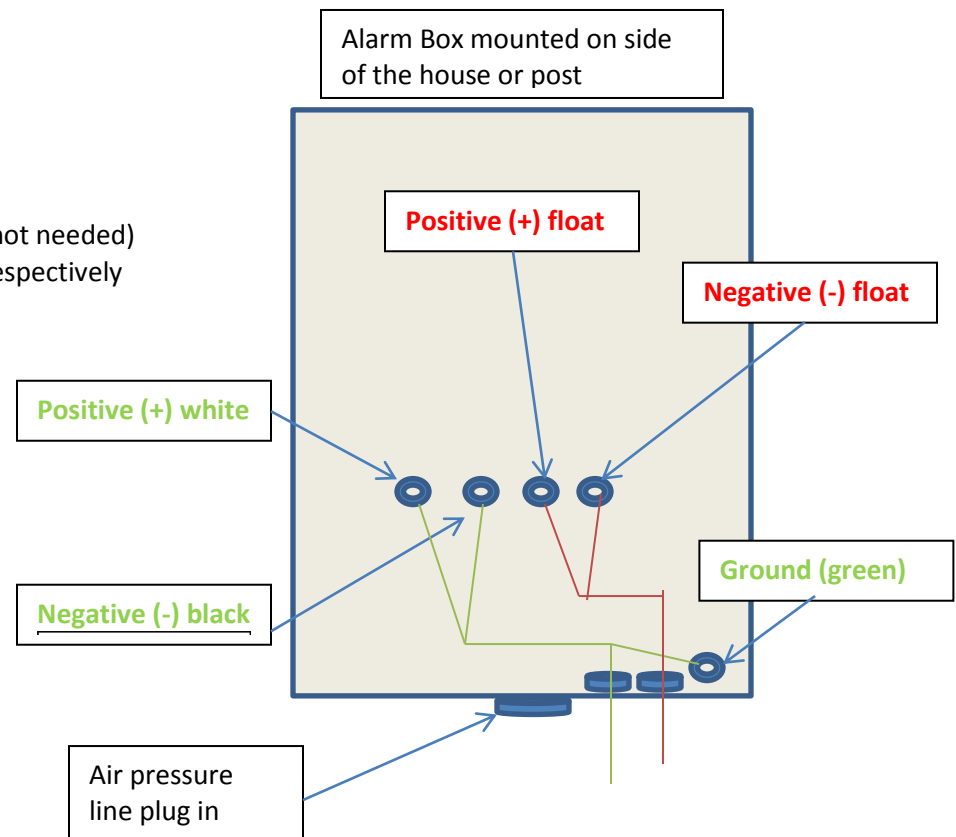 Alarm Box mounted on side
of the house or post
not needed)
espectively
Positive (+) float
Negative (-) float
Positive (+) white
Ground (green)
Negative (-) black
Air pressure
line plug in